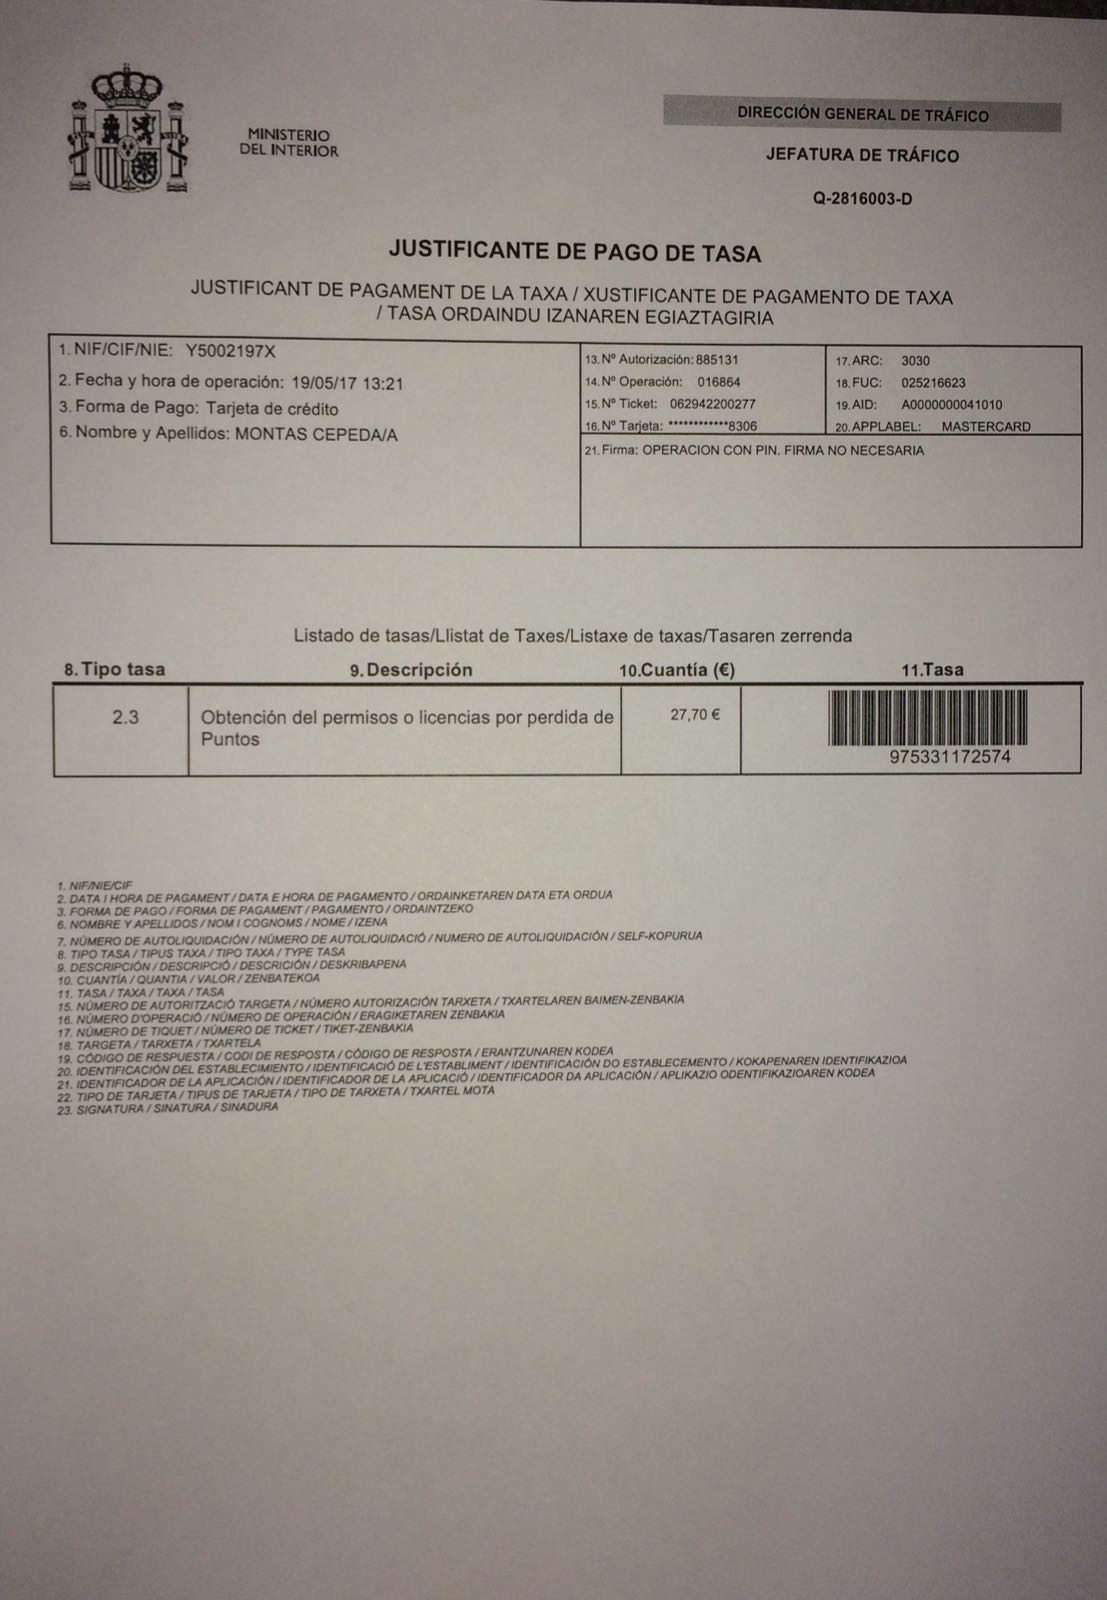 MINISTERIO
DEL INTERIOR
DIRECCIÓN GENERAL DE TRÁFICO
JEFATURA DE TRÁFICO
Q-2816003-D
JUSTIFICANTE DE PAGO DE TASA
JUSTIFICANT DE PAGAMENT DE LA TAXA / XUSTIFICANTE DE PAGAMENTO DE TAXA
/ TASA ORDAINDU IZANAREN EGIAZTAGIRIA
1. NIF/CIF/NIE: Y5002197X
2. Fecha y hora de operación: 19/05/17 13:21
3. Forma de Pago: Tarjeta de crédito
6. Nombre y Apellidos: MONTAS CEPEDA/A
13. Nº Autorización: 885131
14. Nº Operación: 016864
15. Nº Ticket: 062942200277
16. Nº Tarjeta: ************8306
17. ARC: 3030
18. FUC: 025216623
19. AID: A0000000041010
20. APPLABEL: MASTERCARD
21. Firma: OPERACION CON PIN. FIRMA NO NECESARIA
Listado de tasas/Llistat de Taxes/Listaxe de taxas/Tasaren zerrenda
8. Tipo tasa 9. Descripción 10.Cuantía (€) 11.Tasa
2.3 Obtención del permisos o licencias por perdida de 27,70 €
Puntos
975331172574
1. NIF/NIE/CIF
2. DATA I HORA DE PAGAMENT / DATA E HORA DE PAGAMENTO / ORDAINKETAREN DATA ETA ORDUA
3. FORMA DE PAGO / FORMA DE PAGAMENT / PAGAMENTO / ORDAINTZEKO
6. NOMBRE Y APELLIDOS / NOM I COGNOMS / NOME / IZENA
7. NÚMERO DE AUTOLIQUIDACIÓN / NÚMERO DE AUTOLIQUIDACIÓ / NUMERO DE AUTOLIQUIDACIÓN / SELF-KOPURUA
8. TIPO TASA / TIPUS TAXA / TIPO TAXA / TYPE TASA
9. DESCRIPCIÓN / DESCRIPCIÓ / DESCRICIÓN / DESKRIBAPENA
10. CUANTÍA / QUANTIA / VALOR / ZENBATEKOA
11. TASA / TAXA / TAXA / TASA
15. NÚMERO DE AUTORITZACIÓ TARGETA / NÚMERO AUTORIZACIÓN TARXETA / TXARTELAREN BAIMEN-ZENBAKIA
16. NÚMERO D'OPERACIÓ / NÚMERO DE OPERACIÓN / ERAGIKETAREN ZENBAKIA
17. NÚMERO DE TIQUET / NÚMERO DE TICKET / TIKET-ZENBAKIA
18. TARGETA / TARXETA / TXARTELA
19. CÓDIGO DE RESPUESTA / CODI DE RESPOSTA / CÓDIGO DE RESPOSTA / ERANTZUNAREN KODEA
20. IDENTIFICACIÓN DEL ESTABLECIMIENTO / IDENTIFICACIÓ DE L'ESTABLIMENT / IDENTIFICACIÓN DO ESTABLECEMENTO / KOKAPENAREN IDENTIFIKAZIOA
21. IDENTIFICADOR DE LA APLICACIÓN / IDENTIFICADOR DE LA APLICACIÓ / IDENTIFICADOR DA APLICACIÓN / APLIKAZIO ODENTIFIKAZIOAREN KODEA
22. TIPO DE TARJETA / TIPUS DE TARJETA / TIPO DE TARXETA / TXARTEL MOTA
23. SIGNATURA / SINATURA / SINADURA